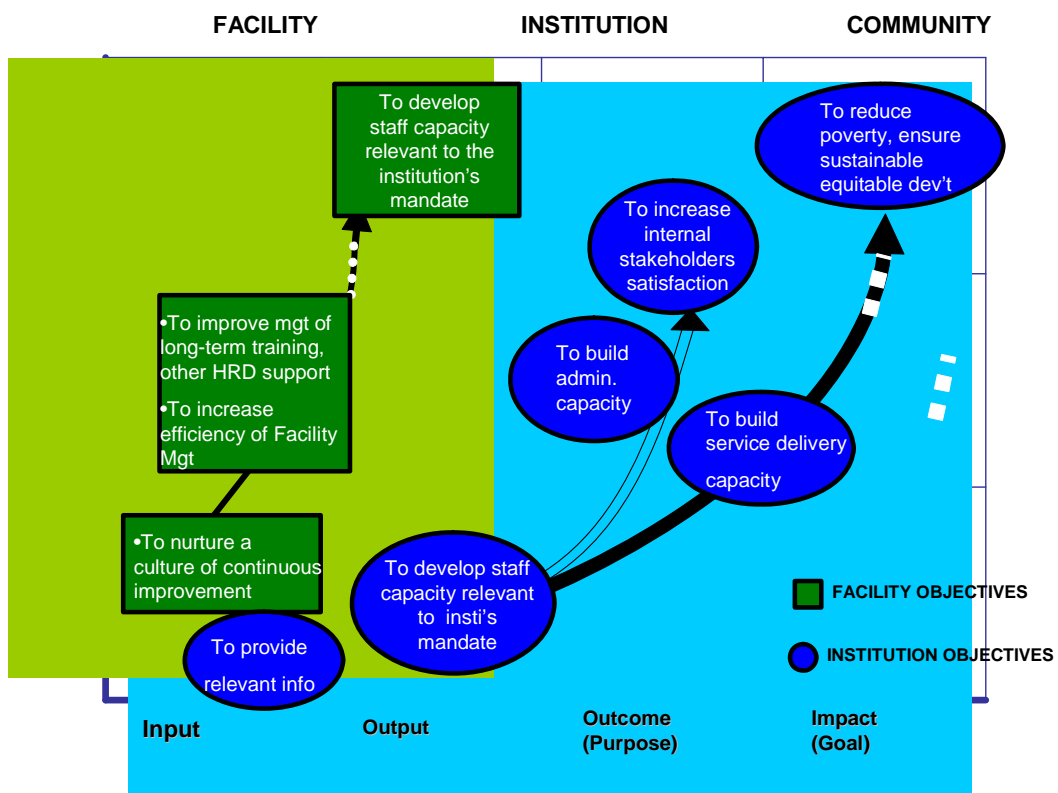 FACILITY
INSTITUTION
COMMUNITY
To develop
staff capacity
relevant to the
institution’s
mandate
To reduce
poverty, ensure
sustainable
equitable dev’t
To increase
internal
stakeholders
satisfaction
•To improve mgt of
long-term training,
other HRD support
•To increase
efficiency of Facility
Mgt
To build
admin.
capacity
To build
service delivery
capacity
•To nurture a
culture of continuous
improvement
To develop staff
capacity relevant
to insti’s
mandate
To provide
relevant info
FACILITY OBJECTIVES
INSTITUTION OBJECTIVES
Input
Output
Outcome
(Purpose)
Impact
(Goal)